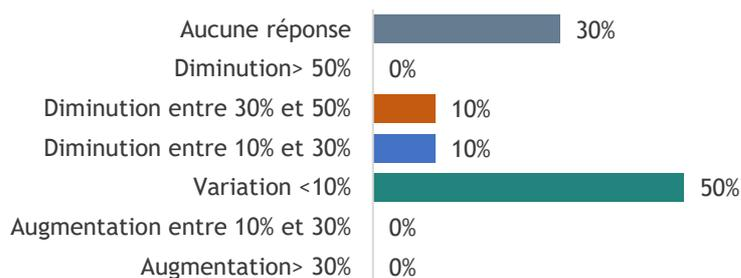 Aucune réponse 30%
Diminution> 50% 0%
Diminution entre 30% et 50% 10%
Diminution entre 10% et 30% 10%
Variation <10% 50%
Augmentation entre 10% et 30% 0%
Augmentation> 30% 0%